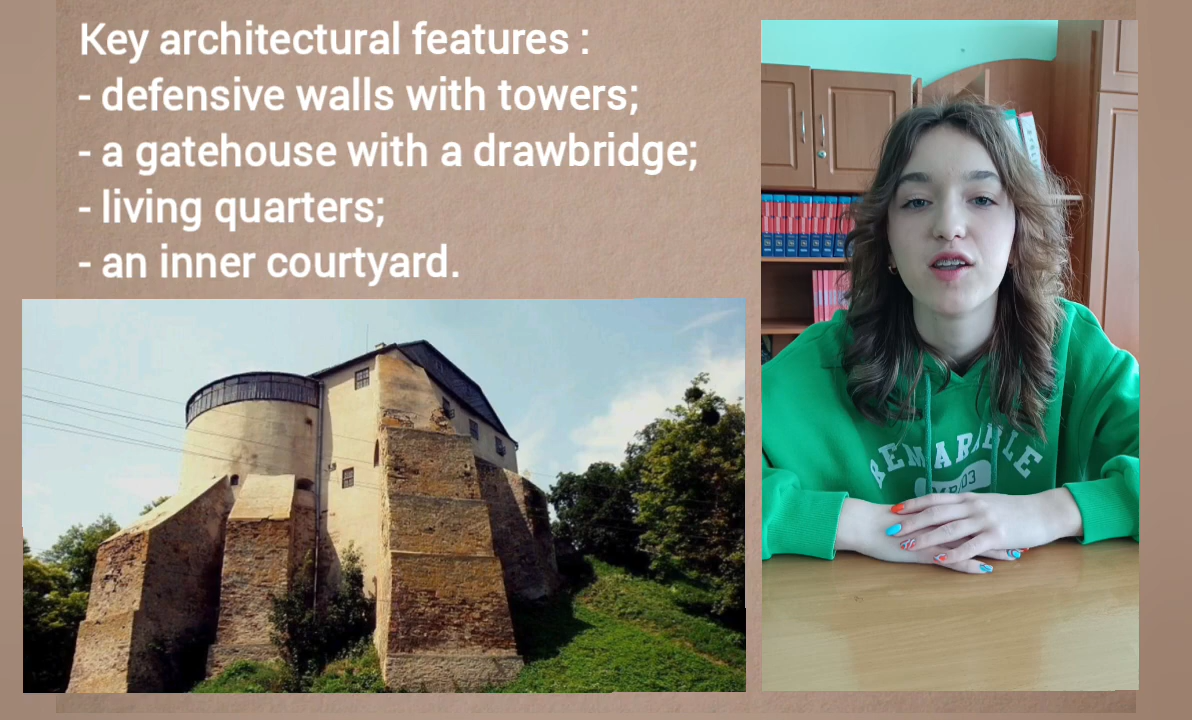 Key architectural features :
- defensive walls with towers;
- a gatehouse with a drawbridge;
- living quarters;
- an inner courtyard.